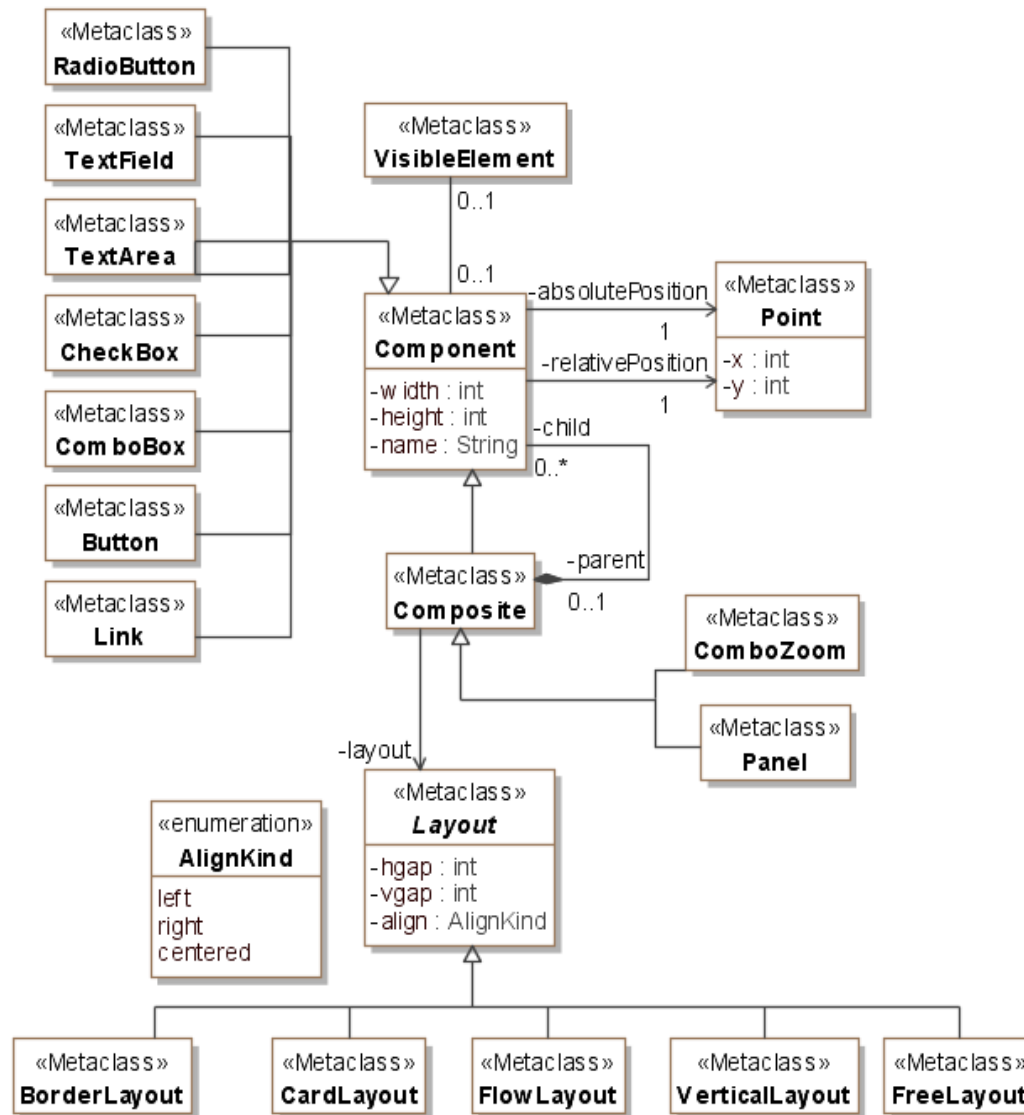 «Metaclass»
RadioButton
«Metaclass»
TextField
«Metaclass»
TextArea
«Metaclass»
CheckBox
«Metaclass»
ComboBox
«Metaclass»
Button
«Metaclass»
Link
«Metaclass»
VisibleElement
0..1
0..1
«Metaclass»
Component
-width : int
-height : int
-name : String
-absolutePosition
1
-relativePosition
1
«Metaclass»
Point
-x : int
-y : int
-child
0..*
-parent
0..1
«Metaclass»
Composite
«Metaclass»
ComboZoom
«Metaclass»
Panel
-layout
«Metaclass»
Layout
-hgap : int
-vgap : int
-align : AlignKind
«enumeration»
AlignKind
left
right
centered
«Metaclass»
BorderLayout
«Metaclass»
CardLayout
«Metaclass»
FlowLayout
«Metaclass»
VerticalLayout
«Metaclass»
FreeLayout